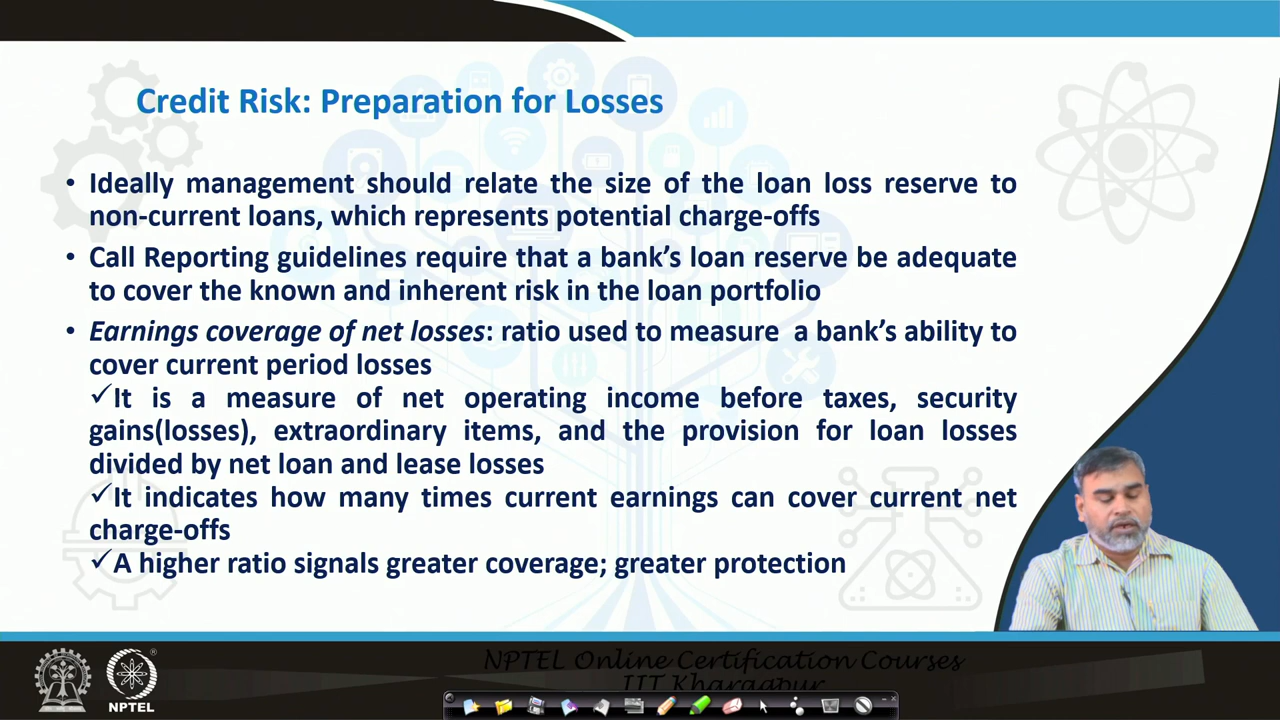 Credit Risk: Preparation for Losses
• Ideally management should relate the size of the loan loss reserve to
non-current loans, which represents potential charge-offs
• Call Reporting guidelines require that a bank’s loan reserve be adequate
to cover the known and inherent risk in the loan portfolio
• Earnings coverage of net losses: ratio used to measure a bank’s ability to
cover current period losses
✓It is a measure of net operating income before taxes, security
gains(losses), extraordinary items, and the provision for loan losses
divided by net loan and lease losses
✓It indicates how many times current earnings can cover current net
charge-offs
✓A higher ratio signals greater coverage; greater protection
NPTEL Online Certification Courses
IIT Kharagpur
NPTEL